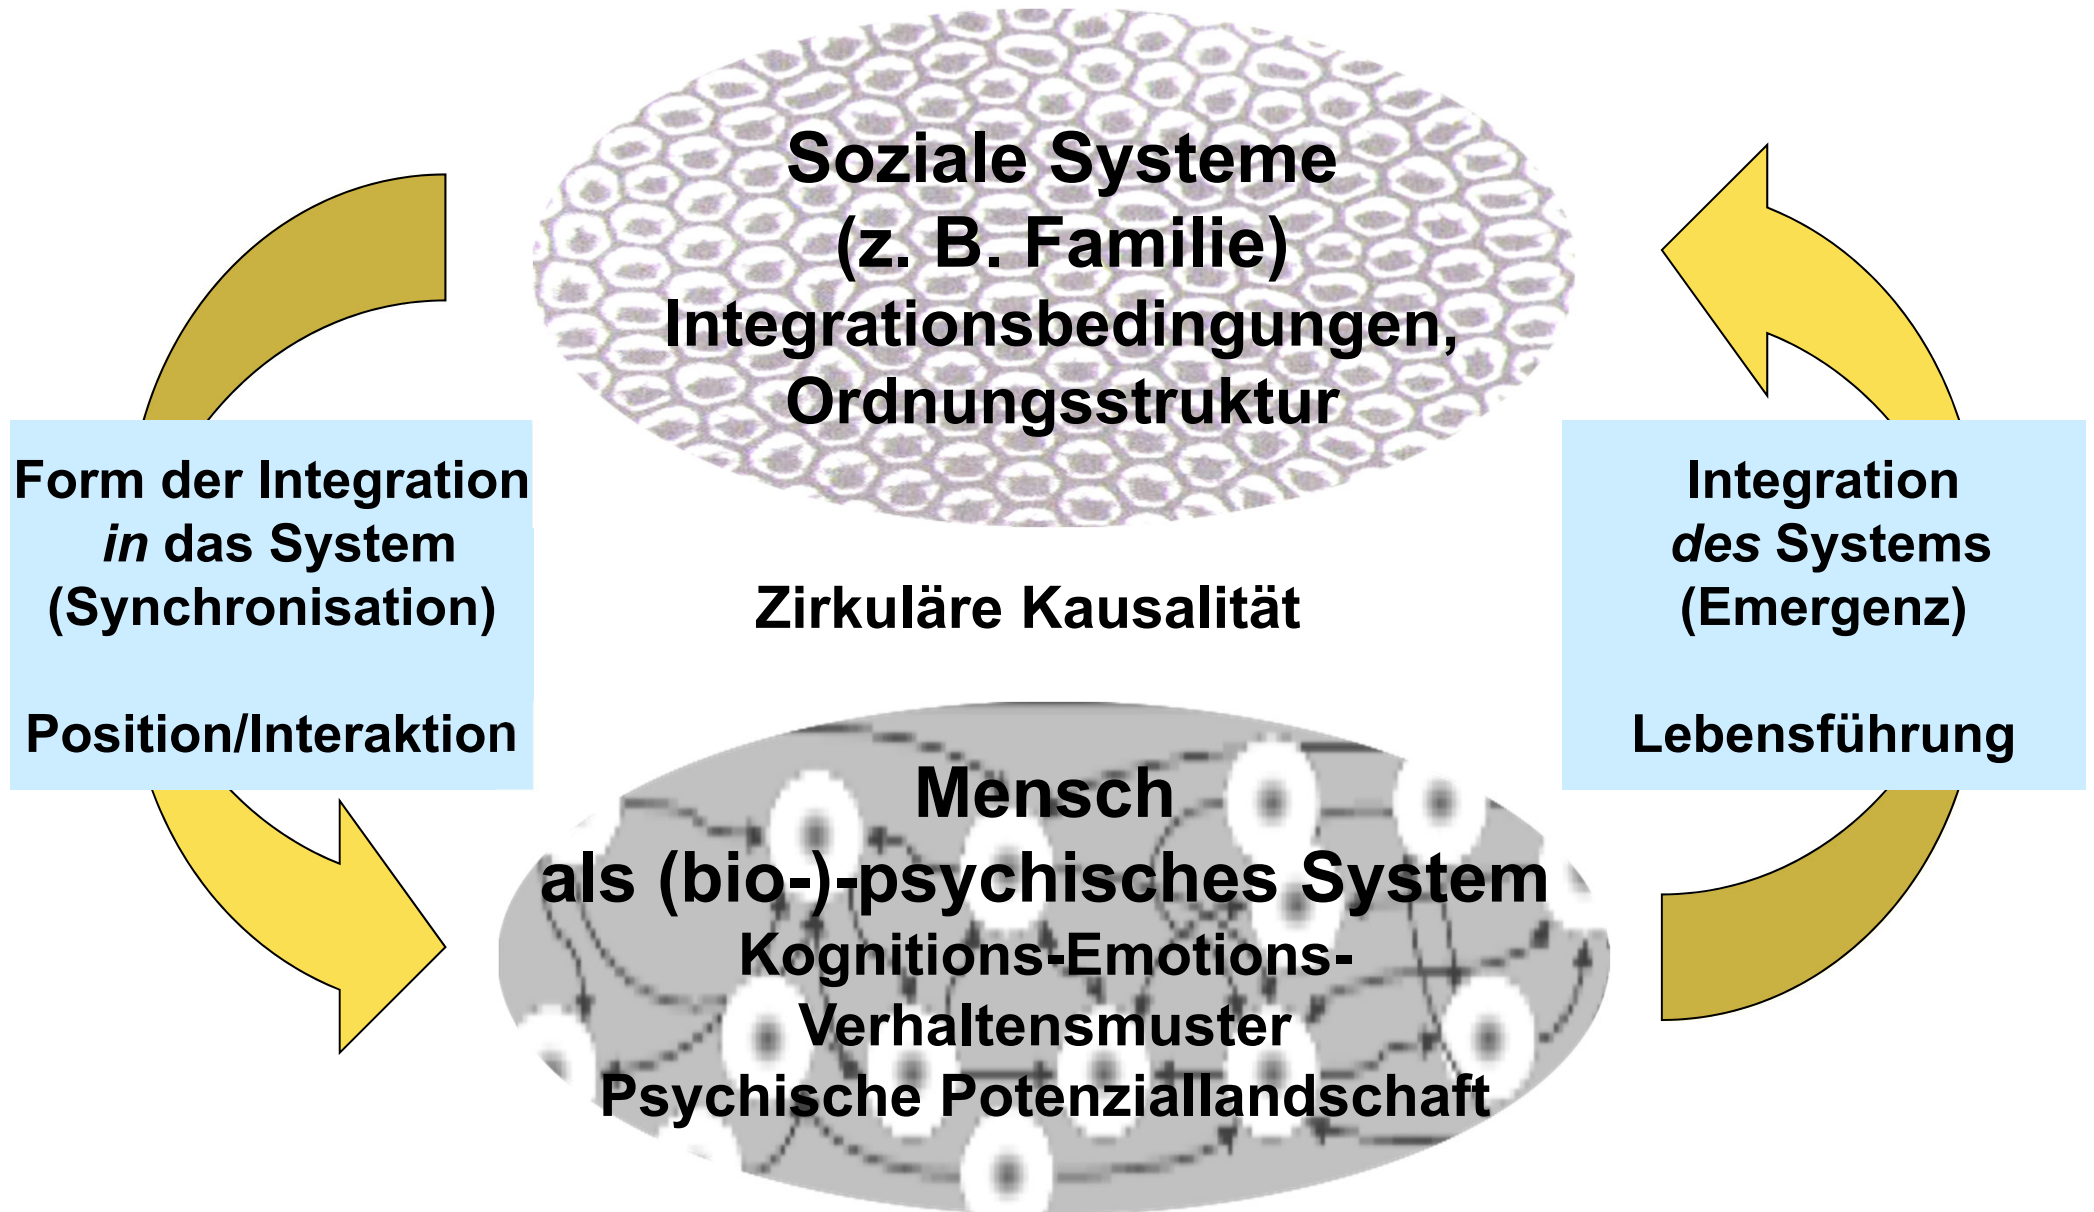 Soziale Systeme
(z. B. Familie)
Integrationsbedingungen,
Ordnungsstruktur
Form der Integration
in das System
(Synchronisation)
Position/Interaktion
Zirkuläre Kausalität
Integration
des Systems
(Emergenz)
Lebensführung
Mensch
als (bio-)-psychisches System
Kognitions-Emotions-
Verhaltensmuster
Psychische Potenziallandschaft